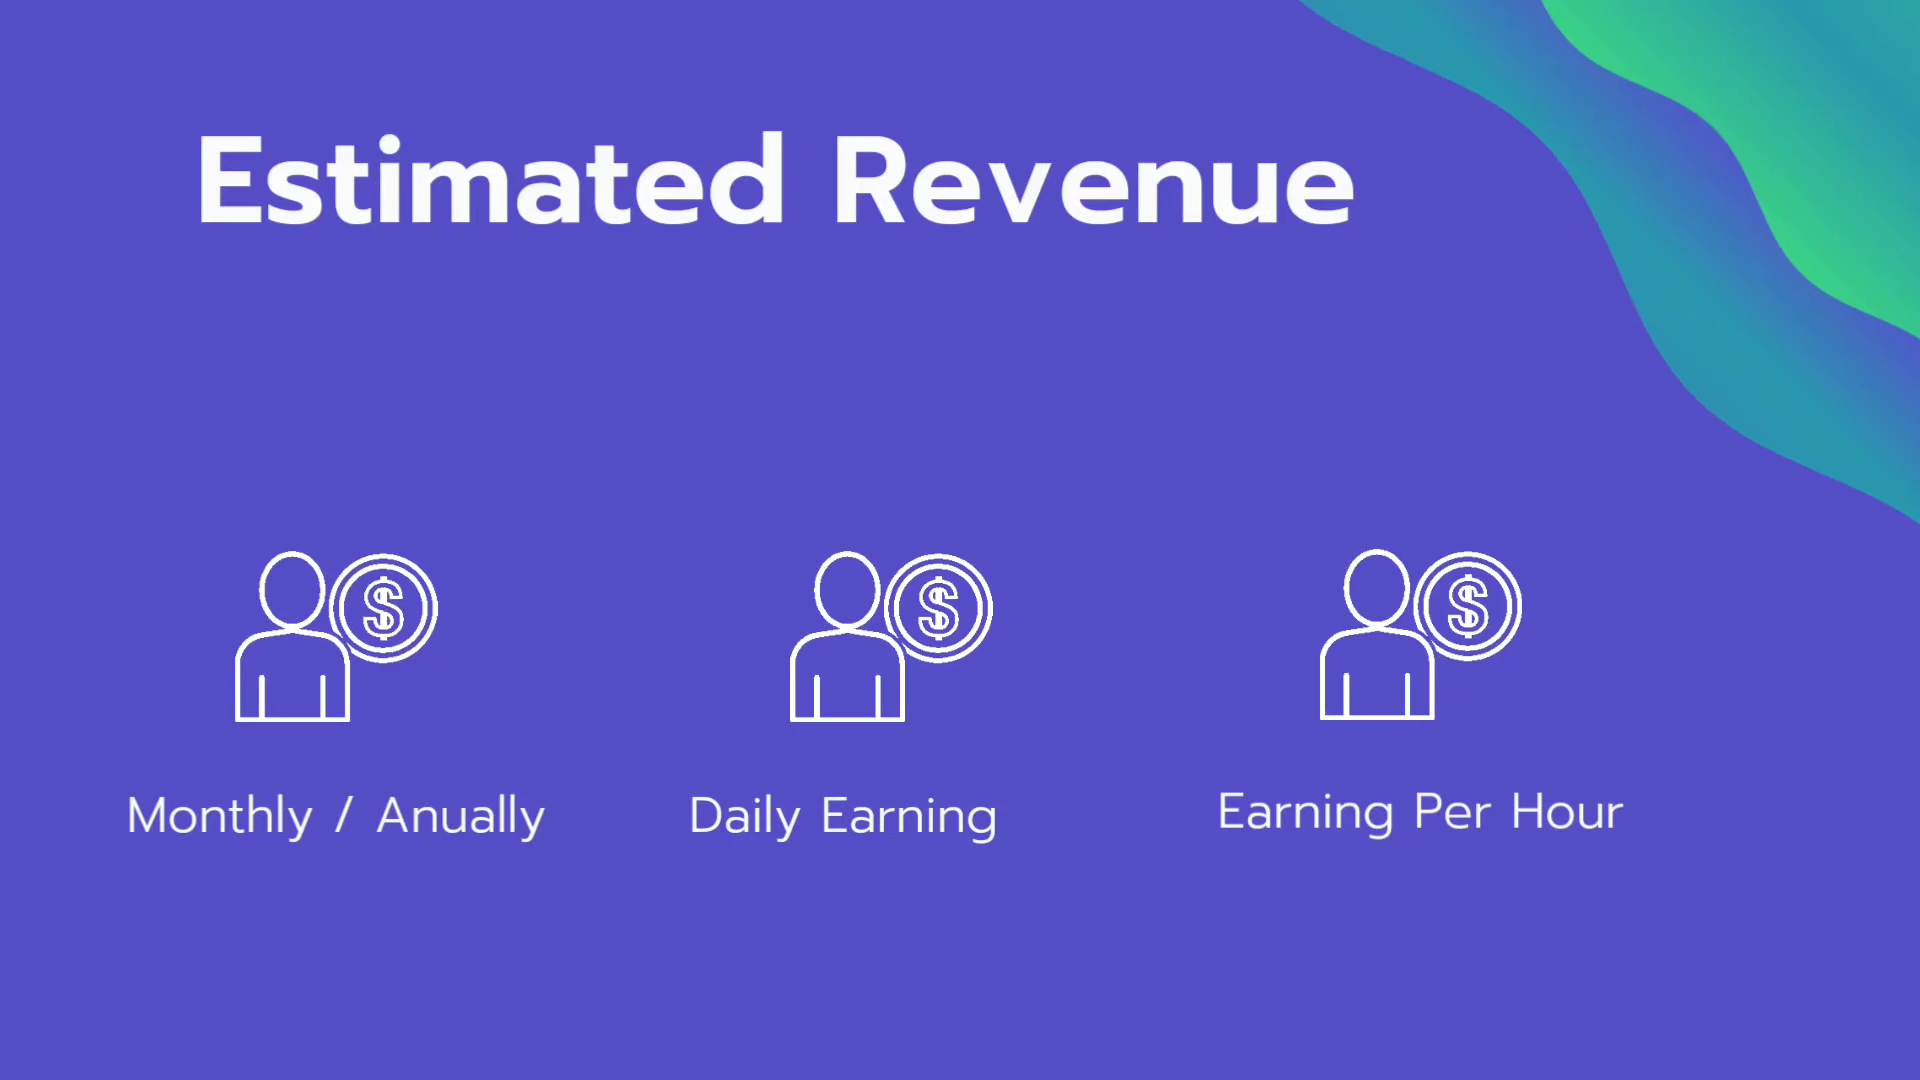 Estimated Revenue
Monthly / Anually
Daily Earning
Earning Per Hour